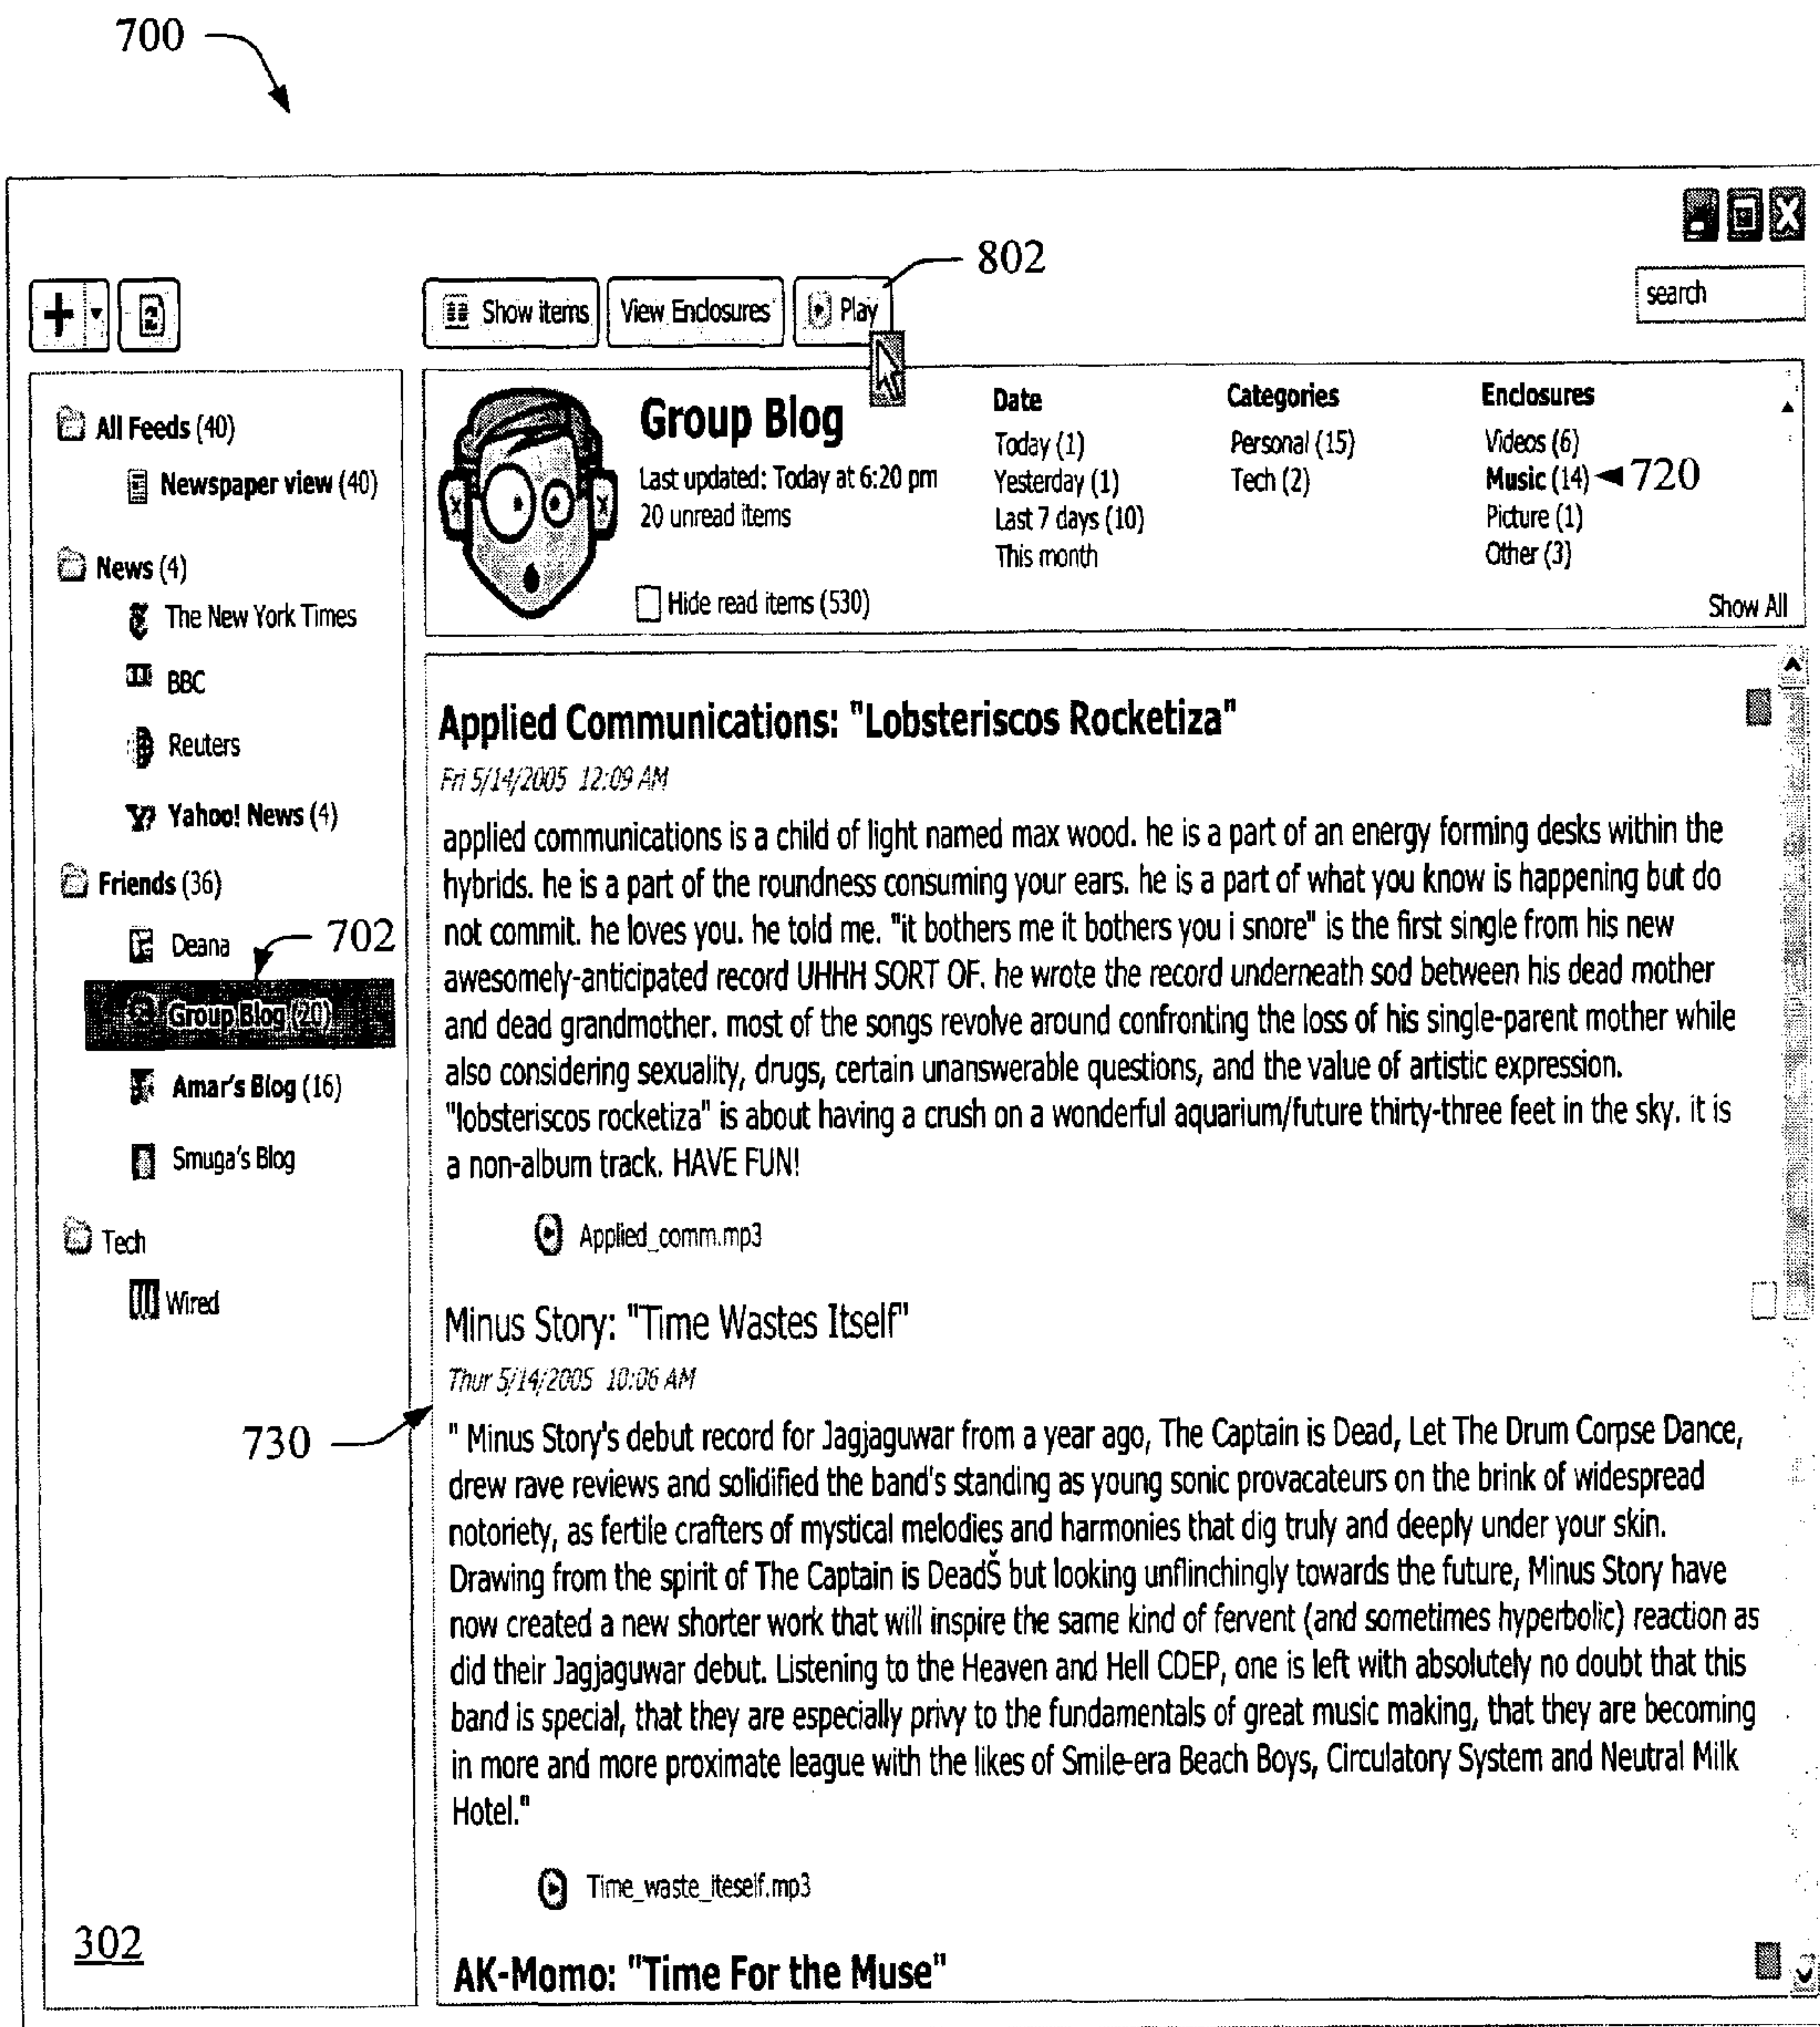 700
802
Show items
View Enclosures
Play
search
All Feeds (40)
Newspaper view (40)
News (4)
The New York Times
BBC
Reuters
Yahoo! News (4)
Friends (36)
Deana
702
Group Blog (20)
Amar's Blog (16)
Smuga's Blog
Tech
Wired
302
Group Blog
Last updated: Today at 6:20 pm
20 unread items
Hide read items (530)
Date
Today (1)
Yesterday (1)
Last 7 days (10)
This month
Categories
Personal (15)
Tech (2)
Enclosures
Videos (6)
Music (14)
720
Picture (1)
Other (3)
Show All
Applied Communications: "Lobsteriscos Rocketiza"
Fri 5/14/2005 12:09 AM
applied communications is a child of light named max wood. he is a part of an energy forming desks within the
hybrids. he is a part of the roundness consuming your ears. he is a part of what you know is happening but do
not commit. he loves you. he told me. "it bothers me it bothers you i snore" is the first single from his new
awesomely-anticipated record UHHH SORT OF. he wrote the record underneath sod between his dead mother
and dead grandmother. most of the songs revolve around confronting the loss of his single-parent mother while
also considering sexuality, drugs, certain unanswerable questions, and the value of artistic expression.
"lobsteriscos rocketiza" is about having a crush on a wonderful aquarium/future thirty-three feet in the sky. it is
a non-album track. HAVE FUN!
Applied_comm.mp3
Minus Story: "Time Wastes Itself"
Thur 5/14/2005 10:06 AM
730
" Minus Story's debut record for Jagjaguwar from a year ago, The Captain is Dead, Let The Drum Corpse Dance,
drew rave reviews and solidified the band's standing as young sonic provacateurs on the brink of widespread
notoriety, as fertile crafters of mystical melodies and harmonies that dig truly and deeply under your skin.
Drawing from the spirit of The Captain is DeadŠ but looking unflinchingly towards the future, Minus Story have
now created a new shorter work that will inspire the same kind of fervent (and sometimes hyperbolic) reaction as
did their Jagjaguwar debut. Listening to the Heaven and Hell CDEP, one is left with absolutely no doubt that this
band is special, that they are especially privy to the fundamentals of great music making, that they are becoming
in more and more proximate league with the likes of Smile-era Beach Boys, Circulatory System and Neutral Milk
Hotel."
Time_waste_iteself.mp3
AK-Momo: "Time For the Muse"